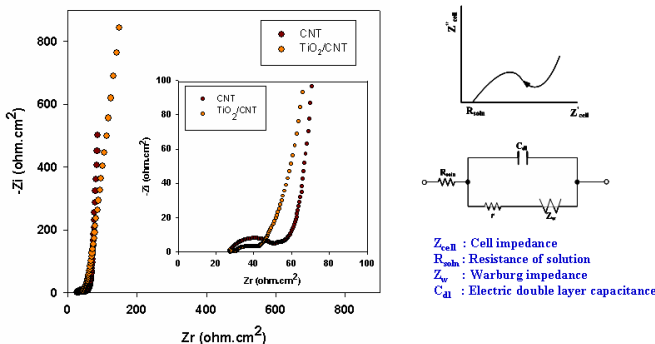 CNT
TiO2/CNT
-Zi (ohm.cm2)
800
600
400
200
0
0 200 400 600 800
Zr (ohm.cm2)
CNT
TiO2/CNT
-Zi (ohm.cm2)
100
80
60
40
20
0
0 20 40 60 80 100
Zr (ohm.cm2)
Z"cell
Rsoln
Z'cell
Cdl
Rsoln
r
Zw
Zcell : Cell impedance
Rsoln : Resistance of solution
Zw : Warburg impedance
Cdl : Electric double layer capacitance